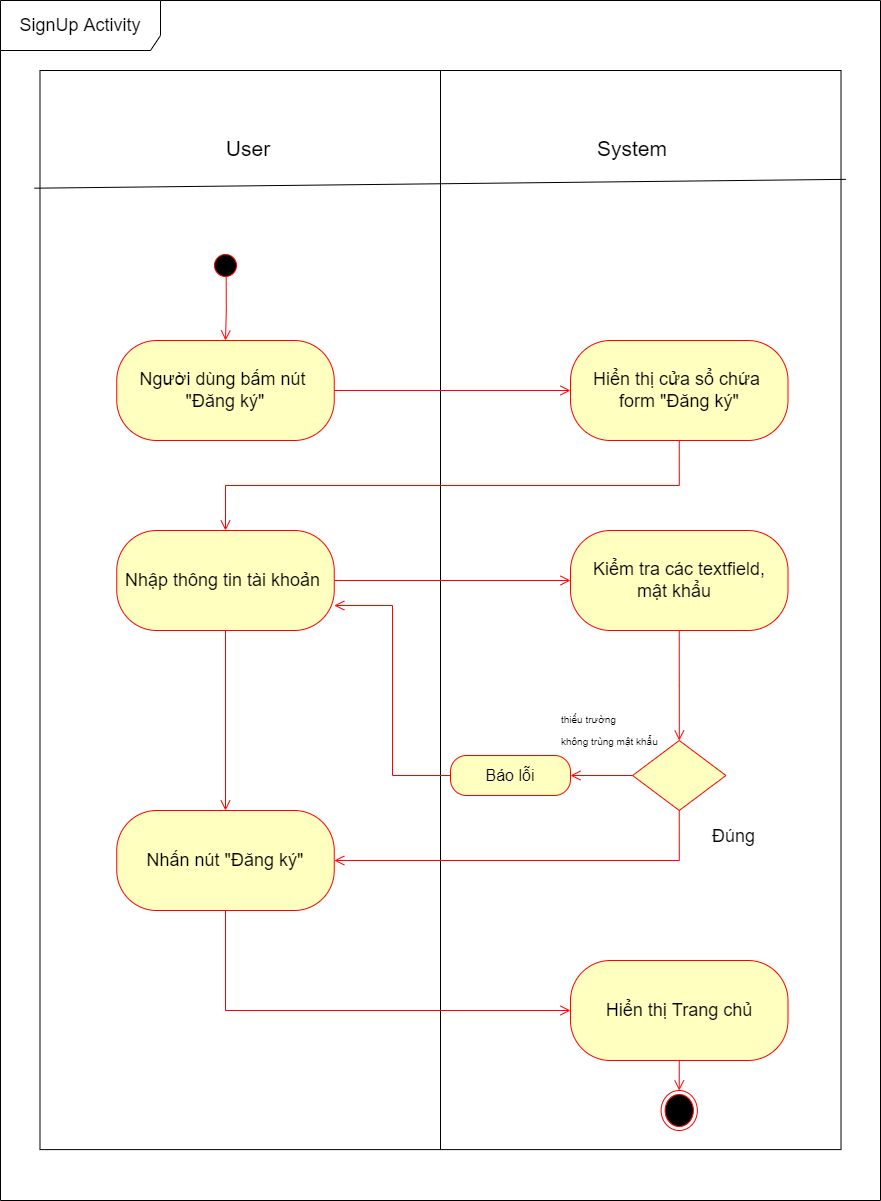 SignUp Activity
User
System
Người dùng bấm nút
"Đăng ký"
Hiển thị cửa sổ chứa
form "Đăng ký"
Nhập thông tin tài khoản
Kiểm tra các textfield,
mật khẩu
thiếu trường
không trùng mật khẩu
Báo lỗi
Đúng
Nhấn nút "Đăng ký"
Hiển thị Trang chủ